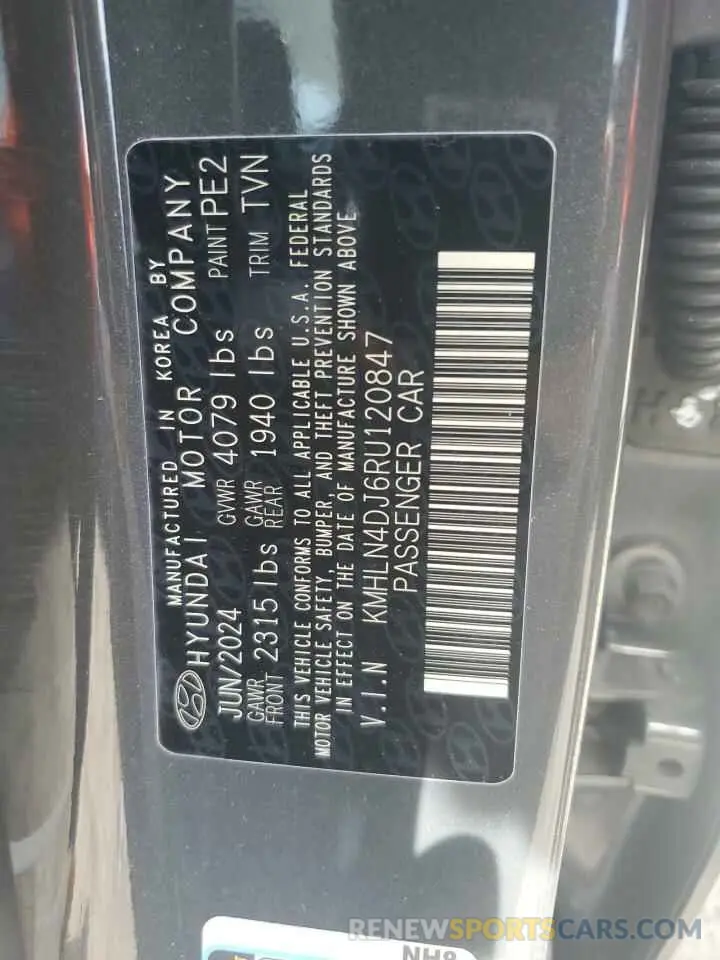 MANUFACTURED IN KOREA BY
HYUNDAI MOTOR COMPANY
JUN/2024 GVWR 4079 lbs PAINT PE2
GAWR FRONT 2315 lbs GAWR REAR 1940 lbs TRIM TVN
THIS VEHICLE CONFORMS TO ALL APPLICABLE U.S.A. FEDERAL
MOTOR VEHICLE SAFETY, BUMPER, AND THEFT PREVENTION STANDARDS
IN EFFECT ON THE DATE OF MANUFACTURE SHOWN ABOVE
V.I.N KMHLN4DJ6RU120847
PASSENGER CAR
NH8
RENEWSPORTSCARS.COM